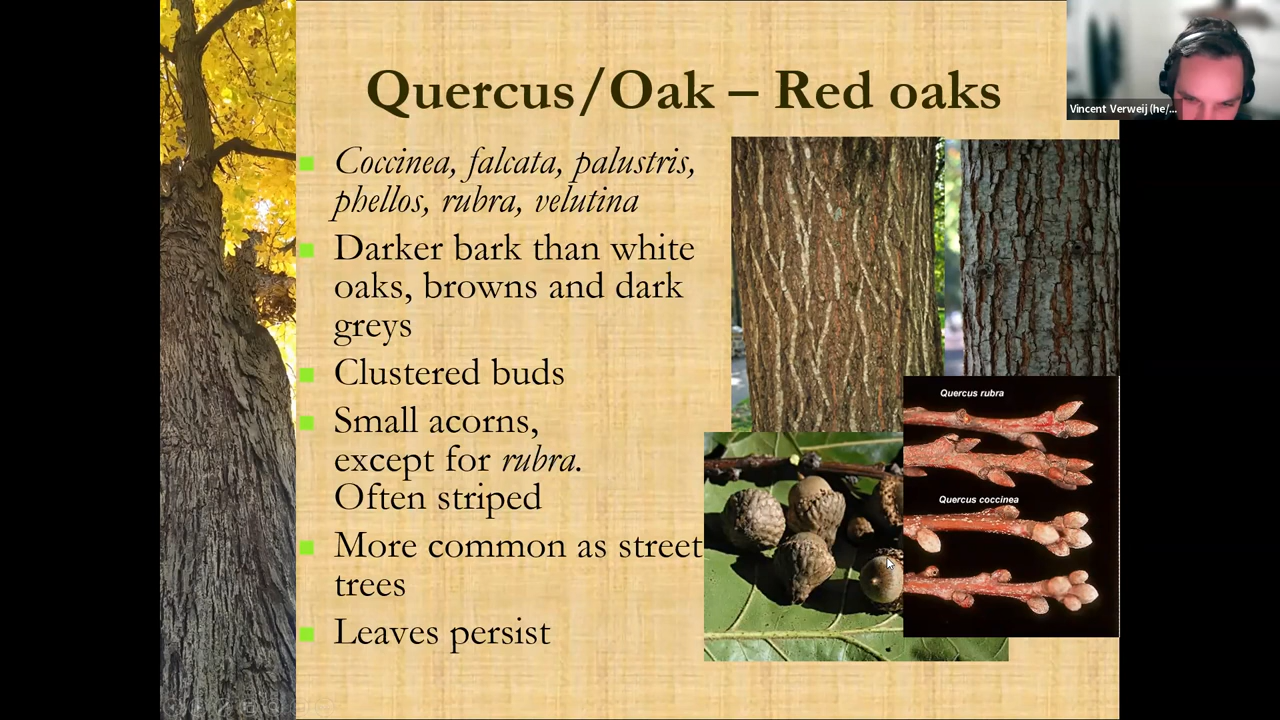 Quercus/Oak – Red oaks
Coccinea, falcata, palustris,
phellos, rubra, velutina
Darker bark than white
oaks, browns and dark
greys
Clustered buds
Small acorns,
except for rubra.
Often striped
More common as street
trees
Leaves persist
Quercus rubra
Quercus coccinea
Vincent Verweij (he/...